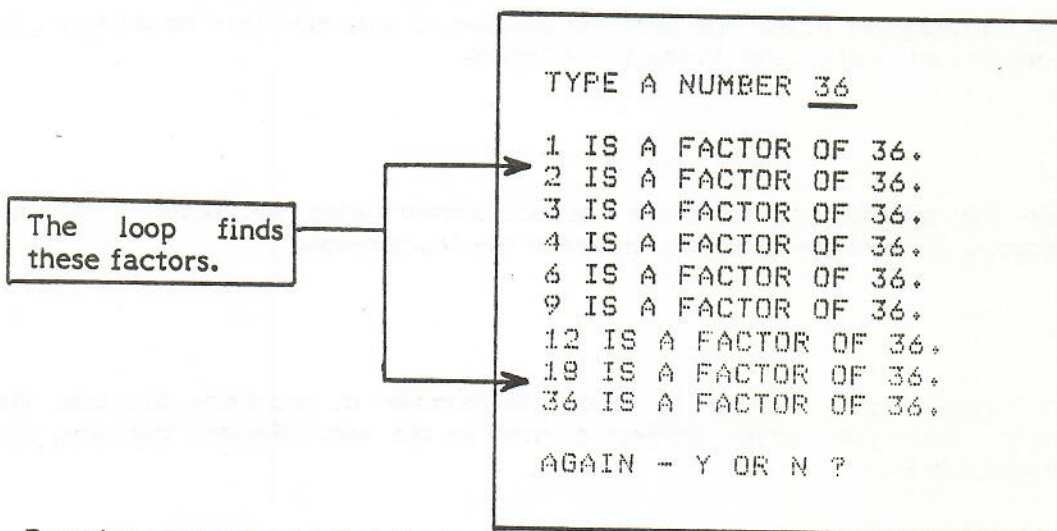 TYPE A NUMBER 36
1 IS A FACTOR OF 36.
2 IS A FACTOR OF 36.
3 IS A FACTOR OF 36.
4 IS A FACTOR OF 36.
6 IS A FACTOR OF 36.
9 IS A FACTOR OF 36.
12 IS A FACTOR OF 36.
18 IS A FACTOR OF 36.
36 IS A FACTOR OF 36.
AGAIN - Y OR N ?
The loop finds
these factors.